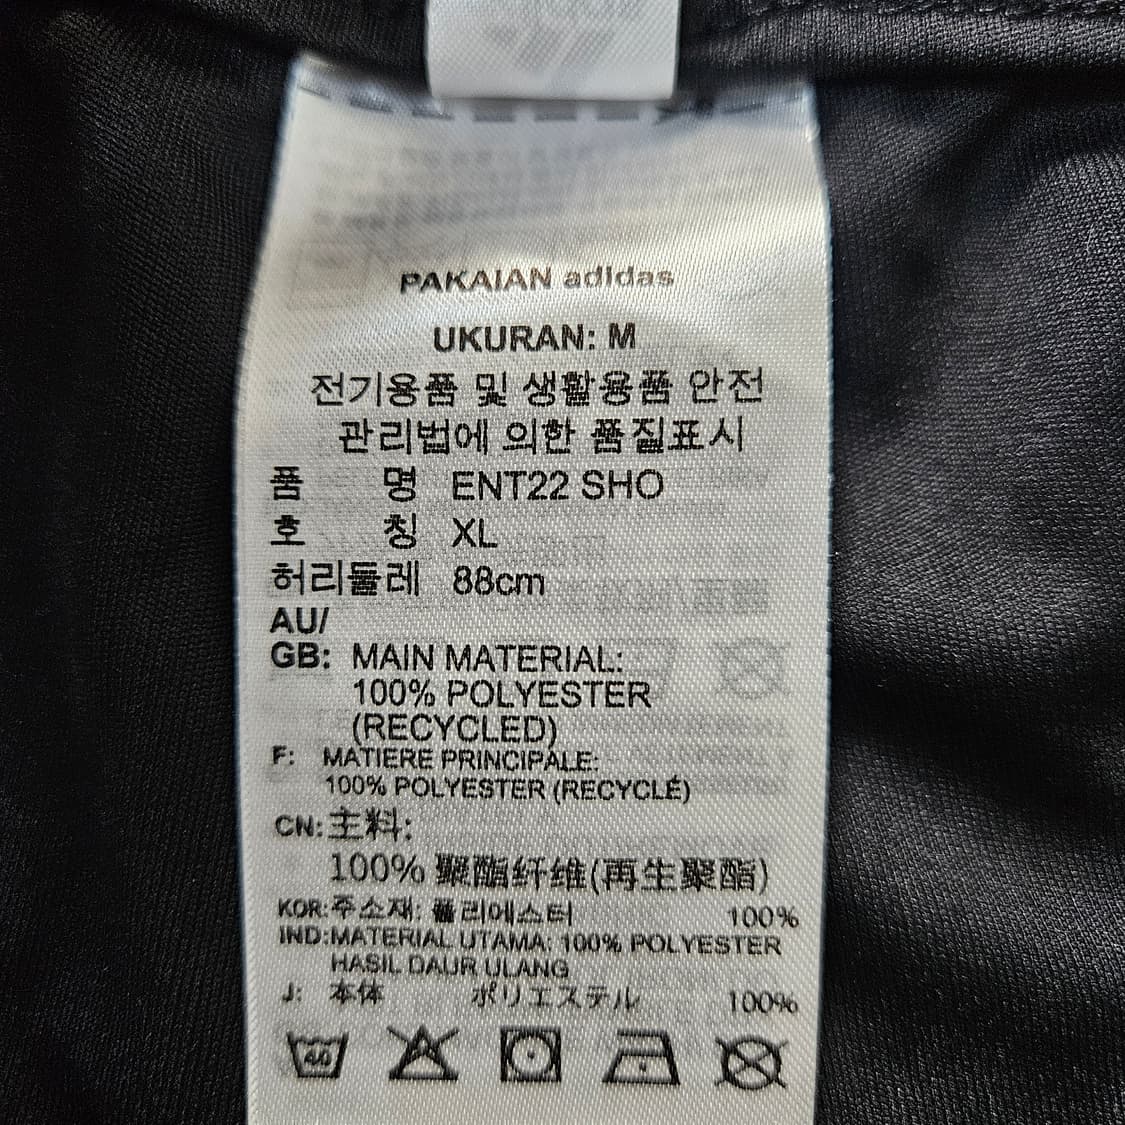 PAKAIAN adidas
UKURAN: M
전기용품 및 생활용품 안전
관리법에 의한 품질표시
품 명 ENT22 SHO
호 칭 XL
허리둘레 88cm
AU/
GB: MAIN MATERIAL:
100% POLYESTER
(RECYCLED)
F: MATIERE PRINCIPALE:
100% POLYESTER (RECYCLÉ)
CN:主料:
100% 聚酯纤维(再生聚酯)
KOR:주소재: 폴리에스터 100%
IND:MATERIAL UTAMA: 100% POLYESTER
HASIL DAUR ULANG
J: 本体 ポリエステル 100%
40